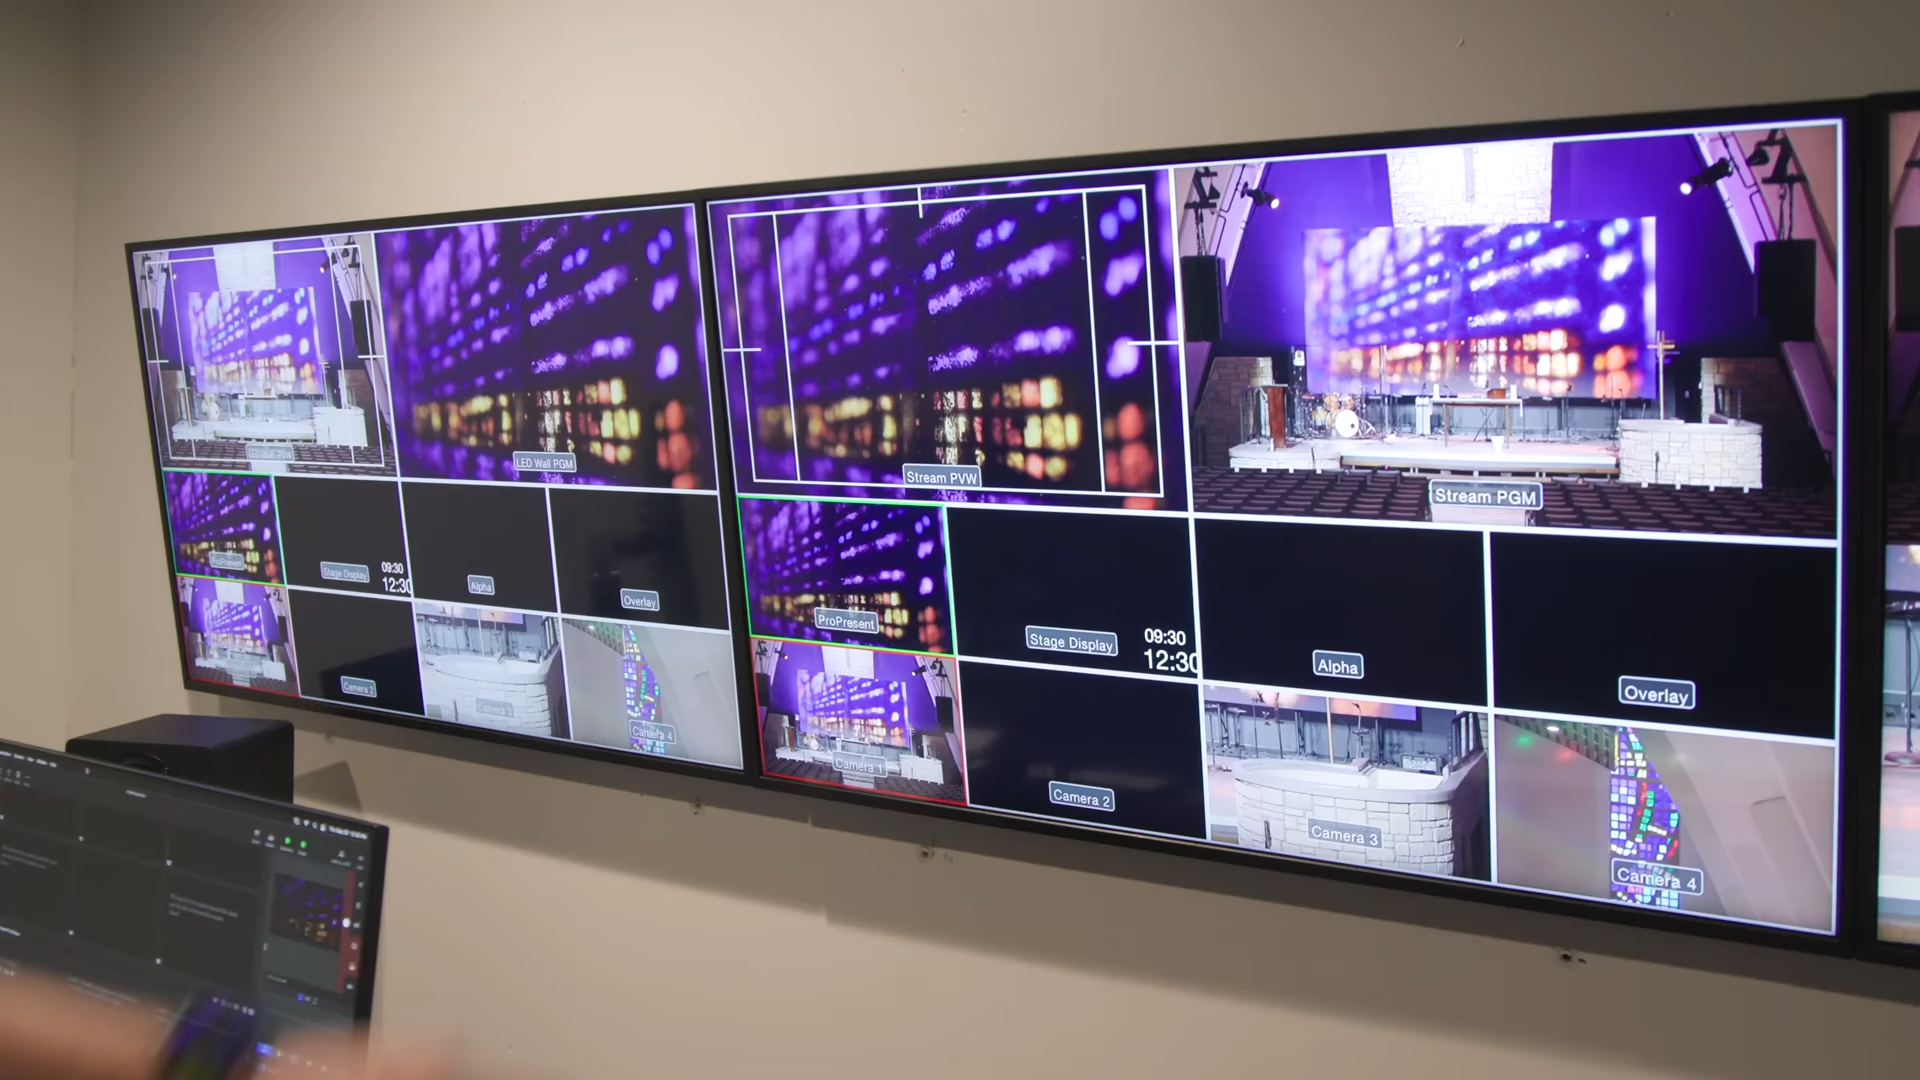 LED Wall PVW
LED Wall PGM
ProPresent
Stage Display
09:30
12:30
Alpha
Overlay
Camera 2
Camera 3
Camera 4
Stream PVW
Stream PGM
ProPresent
Stage Display
09:30
12:30
Alpha
Overlay
Camera 1
Camera 2
Camera 3
Camera 4